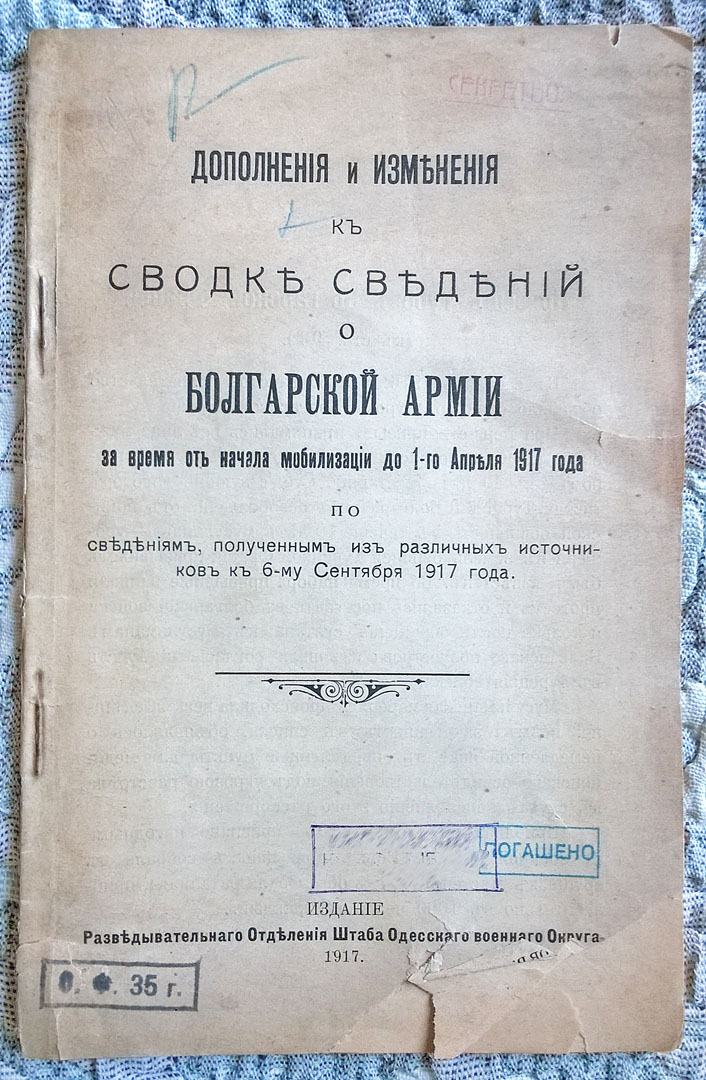 СЕКРЕТНО.
ДОПОЛНЕНІЯ и ИЗМѢНЕНІЯ
КЪ
СВОДКѢ СВѢДѢНІЙ
О
БОЛГАРСКОЙ АРМІИ
за время отъ начала мобилизаціи до 1-го Апрѣля 1917 года
ПО
свѣдѣніямъ, полученнымъ изъ различныхъ источни-
ковъ къ 6-му Сентября 1917 года.
ПОГАШЕНО
ИЗДАНІЕ
Развѣдывательнаго Отдѣленія Штаба Одесскаго военнаго Округа
1917.
О. Ф. 35 г.